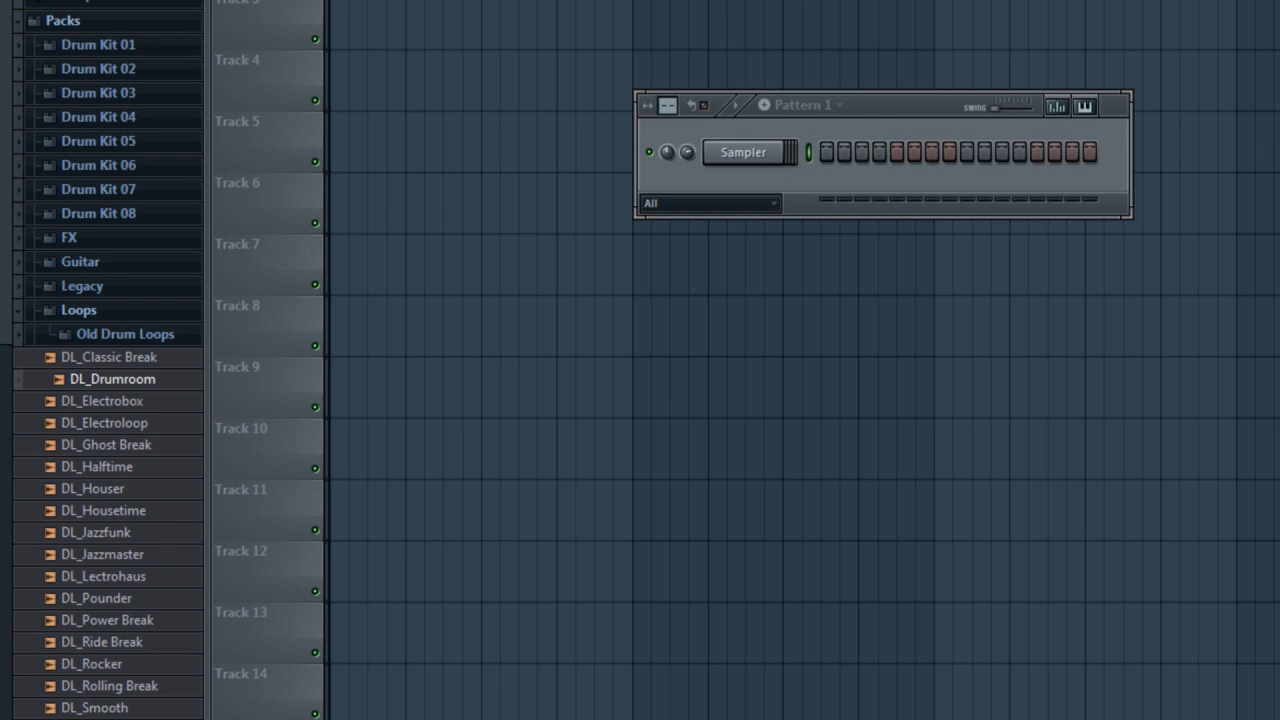 Packs
Drum Kit 01
Drum Kit 02
Drum Kit 03
Drum Kit 04
Drum Kit 05
Drum Kit 06
Drum Kit 07
Drum Kit 08
FX
Guitar
Legacy
Loops
Old Drum Loops
DL_Classic Break
DL_Drumroom
DL_Electrobox
DL_Electroloop
DL_Ghost Break
DL_Halftime
DL_Houser
DL_Housetime
DL_Jazzfunk
DL_Jazzmaster
DL_Lectrohaus
DL_Pounder
DL_Power Break
DL_Ride Break
DL_Rocker
DL_Rolling Break
DL_Smooth
Track 4
Track 5
Track 6
Track 7
Track 8
Track 9
Track 10
Track 11
Track 12
Track 13
Track 14
Pattern 1
SWING
Sampler
All